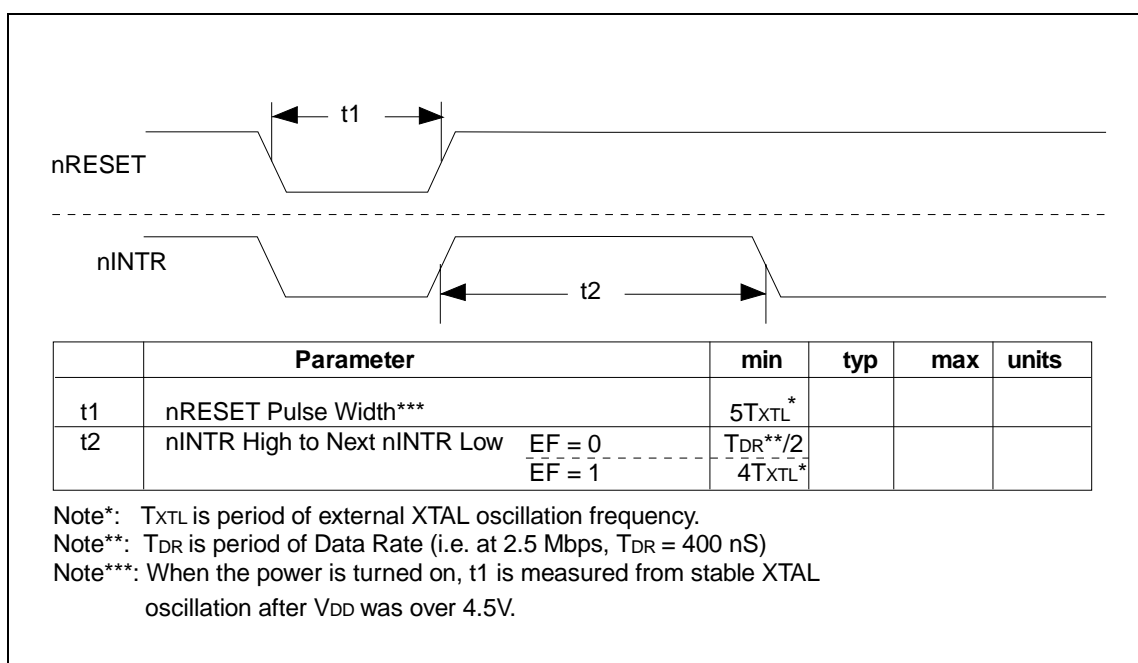 t1
nRESET
nINTR
t2
Parameter min typ max units
t1 nRESET Pulse Width*** 5TXTL*
t2 nINTR High to Next nINTR Low EF = 0 TDR**/2
EF = 1 4TXTL*
Note*: TXTL is period of external XTAL oscillation frequency.
Note**: TDR is period of Data Rate (i.e. at 2.5 Mbps, TDR = 400 nS)
Note***: When the power is turned on, t1 is measured from stable XTAL
oscillation after VDD was over 4.5V.